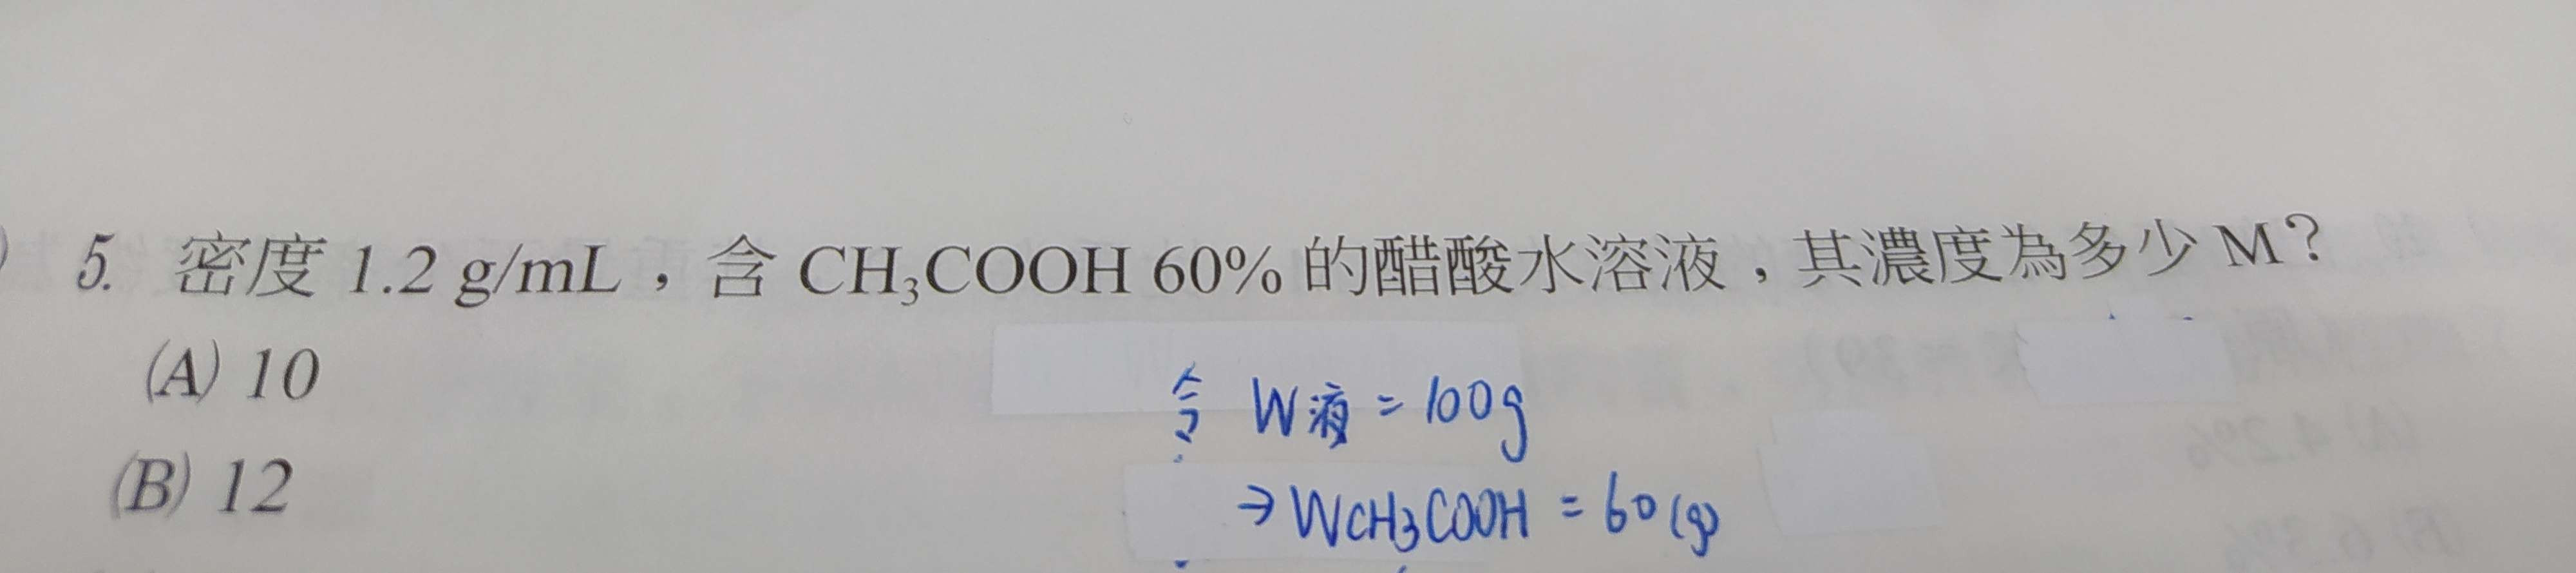 5. 密度 1.2 g/mL，含 CH₃COOH 60% 的醋酸水溶液，其濃度為多少 M？
(A) 10
令 W液 = 100g
(B) 12
→ WCH3COOH = 60(g)